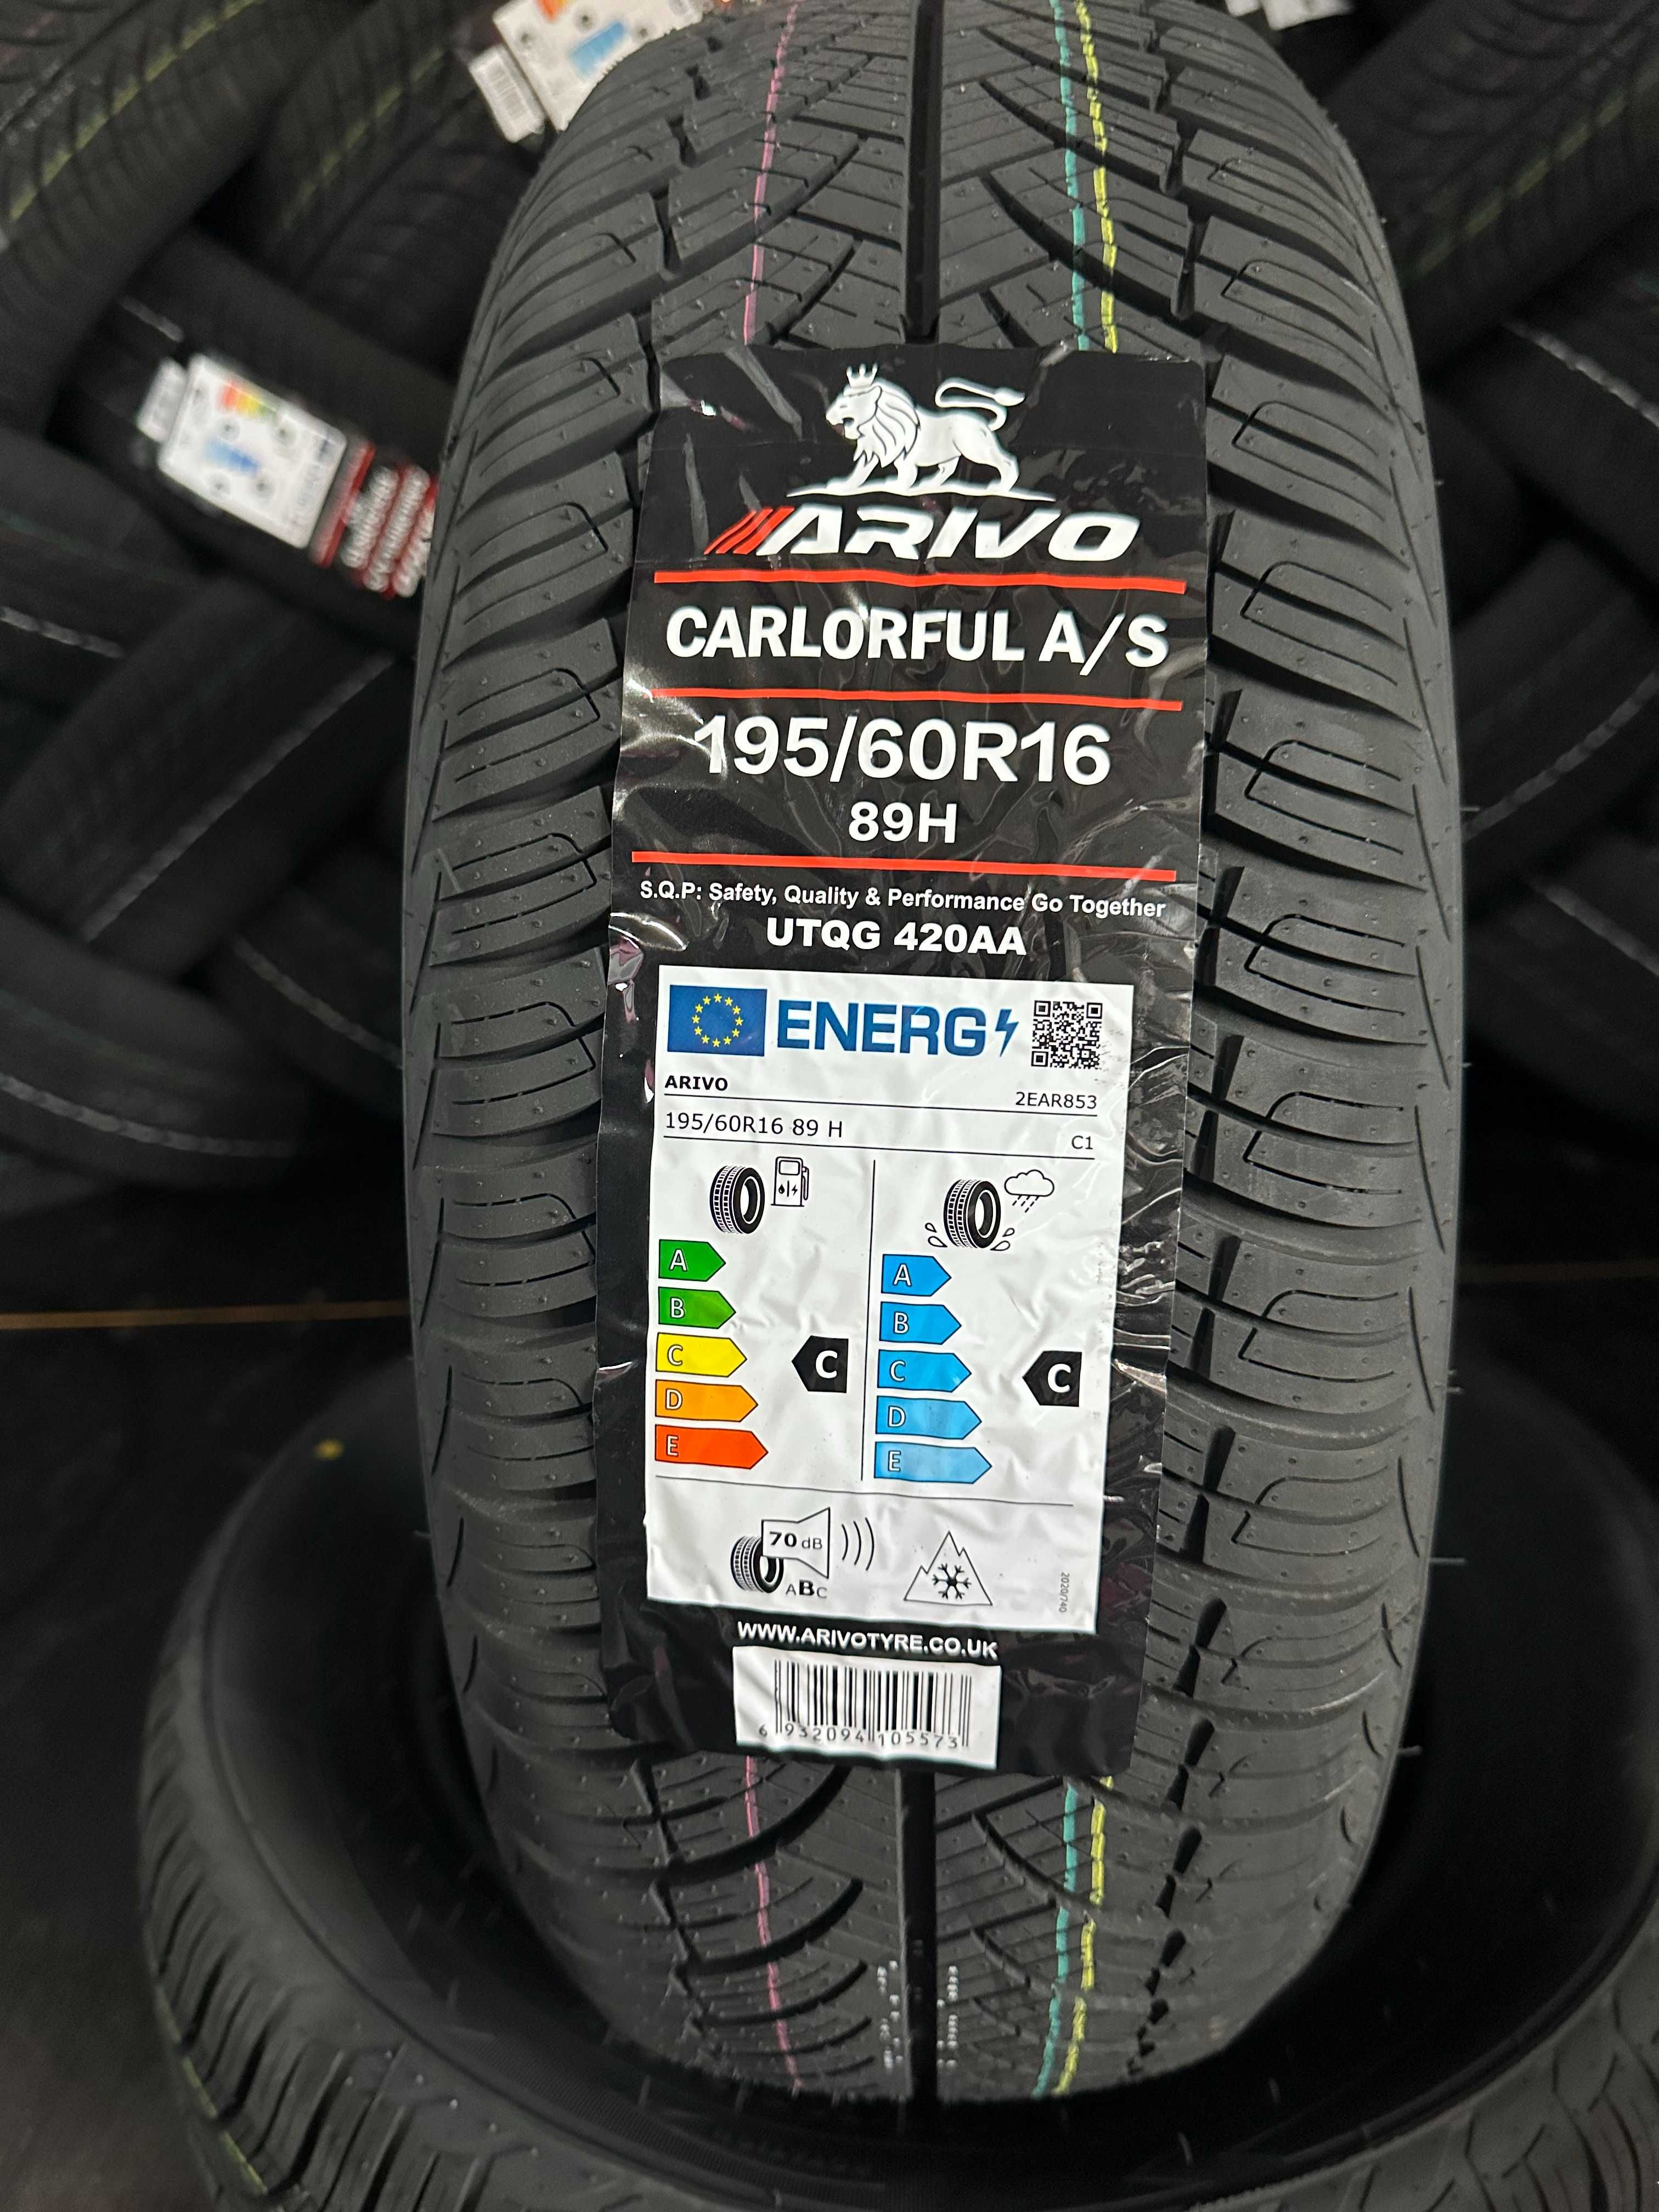 ARIVO
CARLORFUL A/S
195/60R16
89H
S.Q.P: Safety, Quality & Performance Go Together
UTQG 420AA
ENERG
ARIVO
2EAR853
195/60R16 89 H
C1
A
B
C
D
E
C
A
B
C
D
E
C
70 dB
ABC
2020/740
WWW.ARIVOTYRE.CO.UK
6 932094 105573